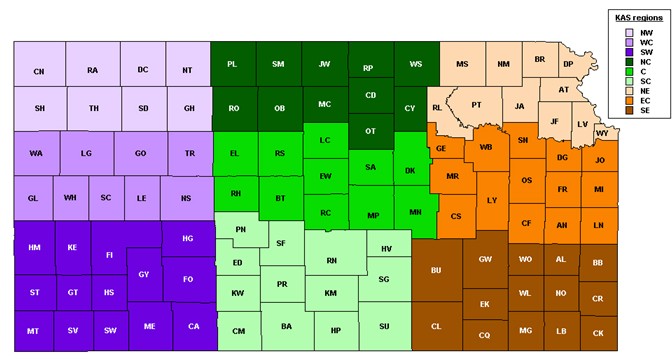 KAS regions
NW
WC
SW
NC
C
SC
NE
EC
SE
CN RA DC NT PL SM JW RP WS MS NM BR DP
SH TH SD GH RO OB MC CD CY RL PT JA AT
OT JF LV WY
WA LG GO TR EL RS LC SA DK GE WB SN DG JO
GL WH SC LE NS RH BT EW MR OS FR MI
RC MP MN CS LY CF AN LN
HM KE FI HG PN SF RN HV BU GW WO AL BB
GY FO ED SG
ST GT HS KW PR KM EK WL NO CR
MT SV SW ME CA CM BA HP SU CL CQ MG LB CK